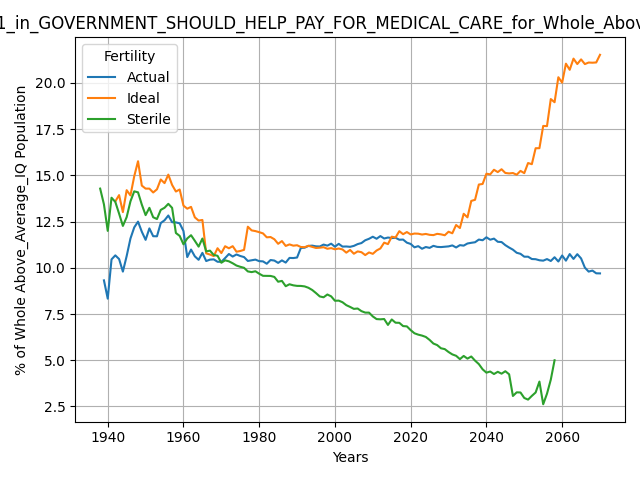 1_in_GOVERNMENT_SHOULD_HELP_PAY_FOR_MEDICAL_CARE_for_Whole_Abov
Fertility
Actual
Ideal
Sterile
% of Whole Above_Average_IQ Population
20.0
17.5
15.0
12.5
10.0
7.5
5.0
2.5
1940 1960 1980 2000 2020 2040 2060
Years